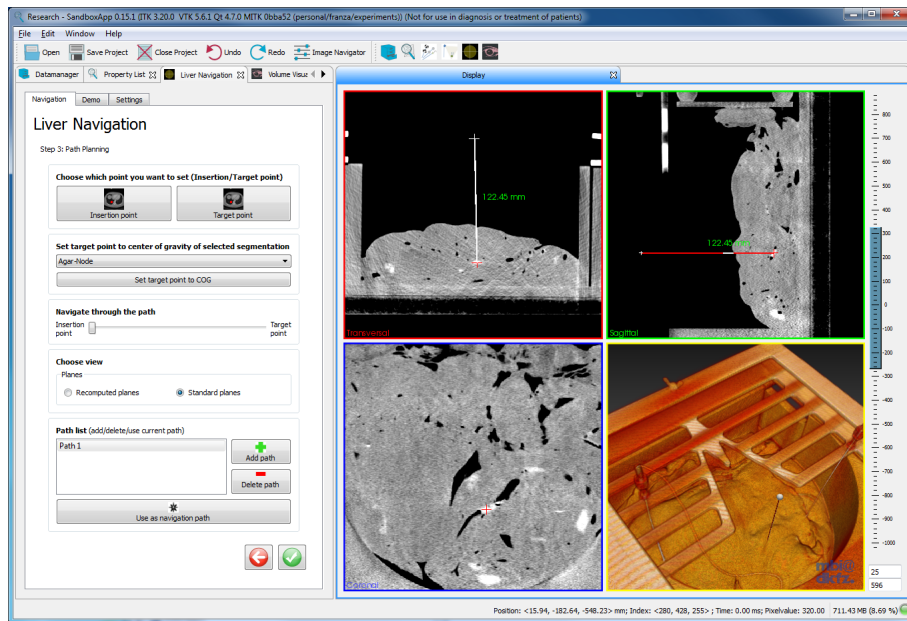 Research - SandboxApp 0.15.1 (ITK 3.20.0 VTK 5.6.1 Qt 4.7.0 MITK 0bba52 (personal/franza/experiments)) (Not for use in diagnosis or treatment of patients)
File Edit Window Help
Open Save Project Close Project Undo Redo Image Navigator
Datamanager Property List Liver Navigation Volume Visua Display
Navigation Demo Settings
Liver Navigation
Step 3: Path Planning
Choose which point you want to set (Insertion/Target point)
Insertion point Target point
Set target point to center of gravity of selected segmentation
Agar-Node
Set target point to COG
Navigate through the path
Insertion point Target point
Choose view
Planes
Recomputed planes Standard planes
Path list (add/delete/use current path)
Path 1
Add path
Delete path
Use as navigation path
122.45 mm
Transversal
122.45 mm
Sagittal
Coronal
mbi
dkfz.
800
700
600
500
400
300
200
100
0
-100
-200
-300
-400
-500
-600
-700
-800
-900
-1000
25
596
Position: <15.94, -182.64, -548.23> mm; Index: <280, 428, 255> ; Time: 0.00 ms; Pixelvalue: 320.00 711.43 MB (8.69 %)